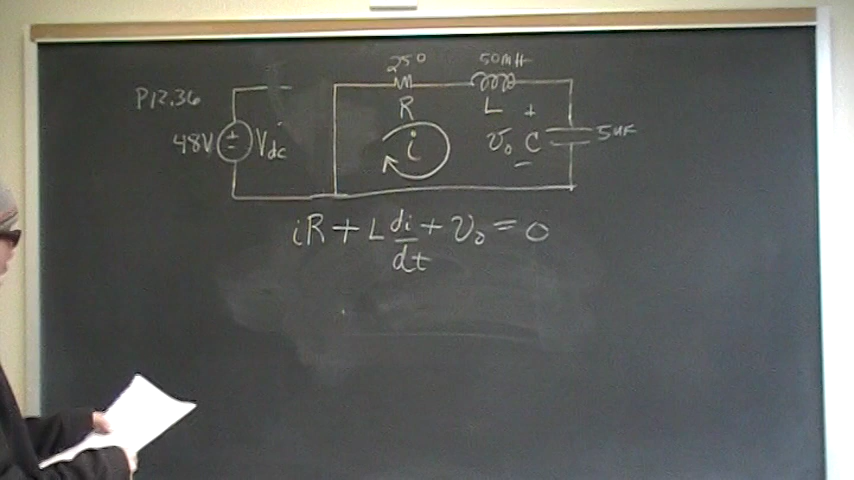 P12.36
250
50mH
R
L
+
48V
+
-
Vdc
i
v₀
C
5uF
-
iR + L di/dt + v₀ = 0